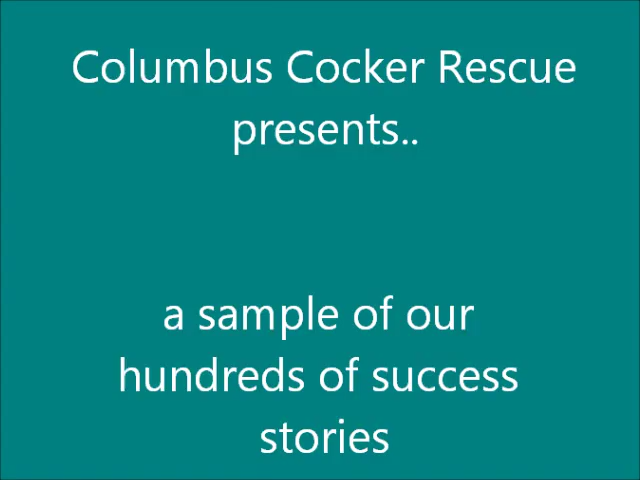 Columbus Cocker Rescue
presents..
a sample of our
hundreds of success
stories